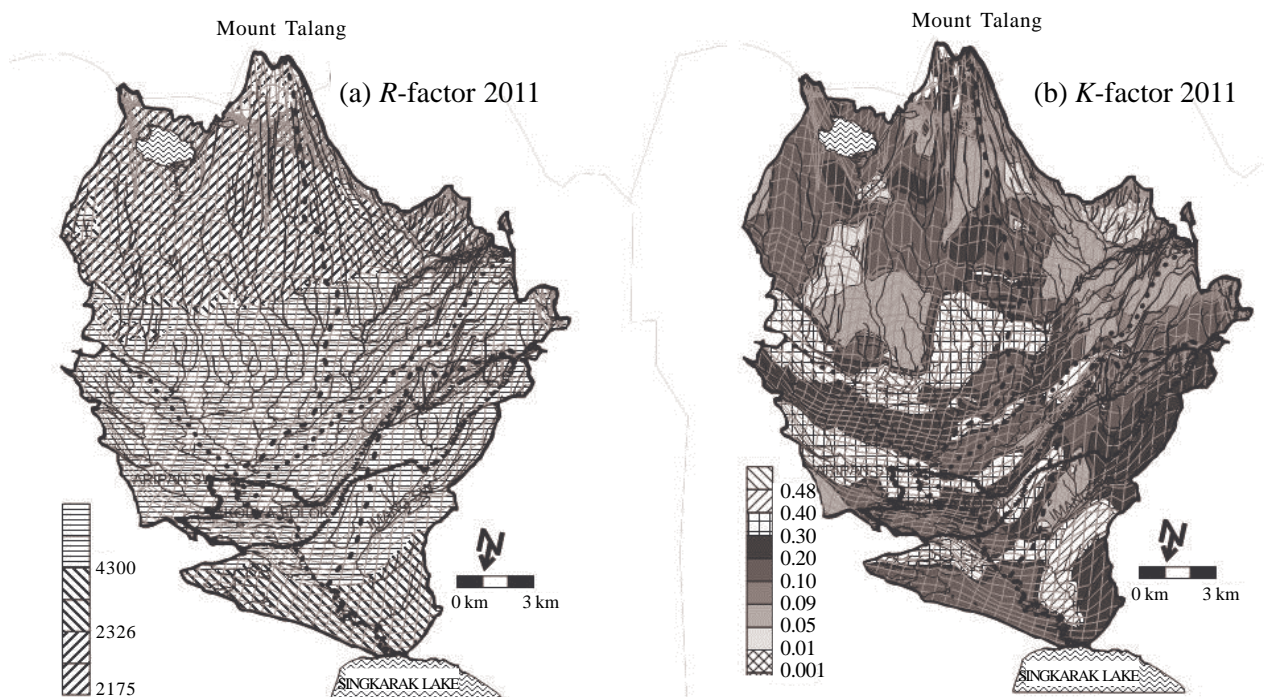 Mount Talang
(a) R-factor 2011
4300
2326
2175
0 km 3 km
SINGKARAK LAKE
Mount Talang
(b) K-factor 2011
0.48
0.40
0.30
0.20
0.10
0.09
0.05
0.01
0.001
0 km 3 km
SINGKARAK LAKE